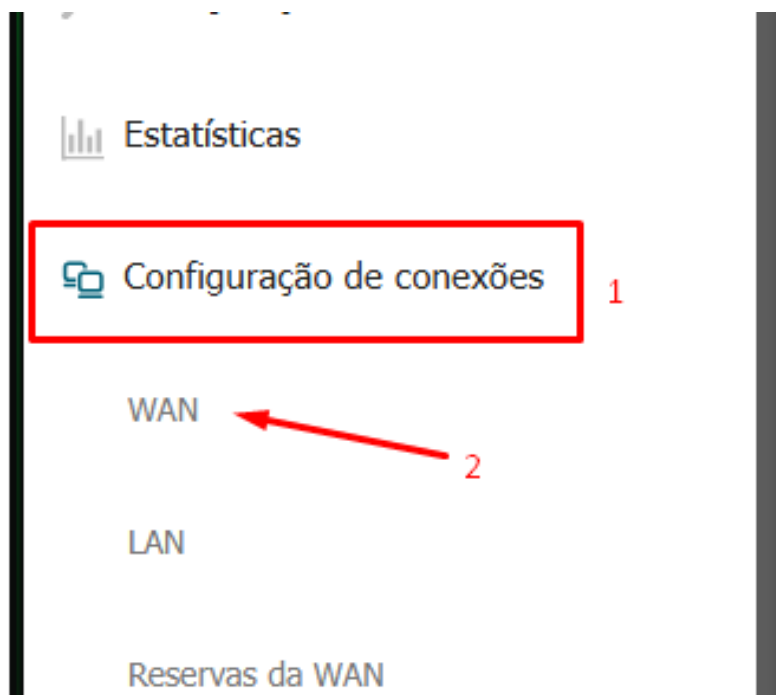 Estatísticas
Configuração de conexões
1
WAN
2
LAN
Reservas da WAN